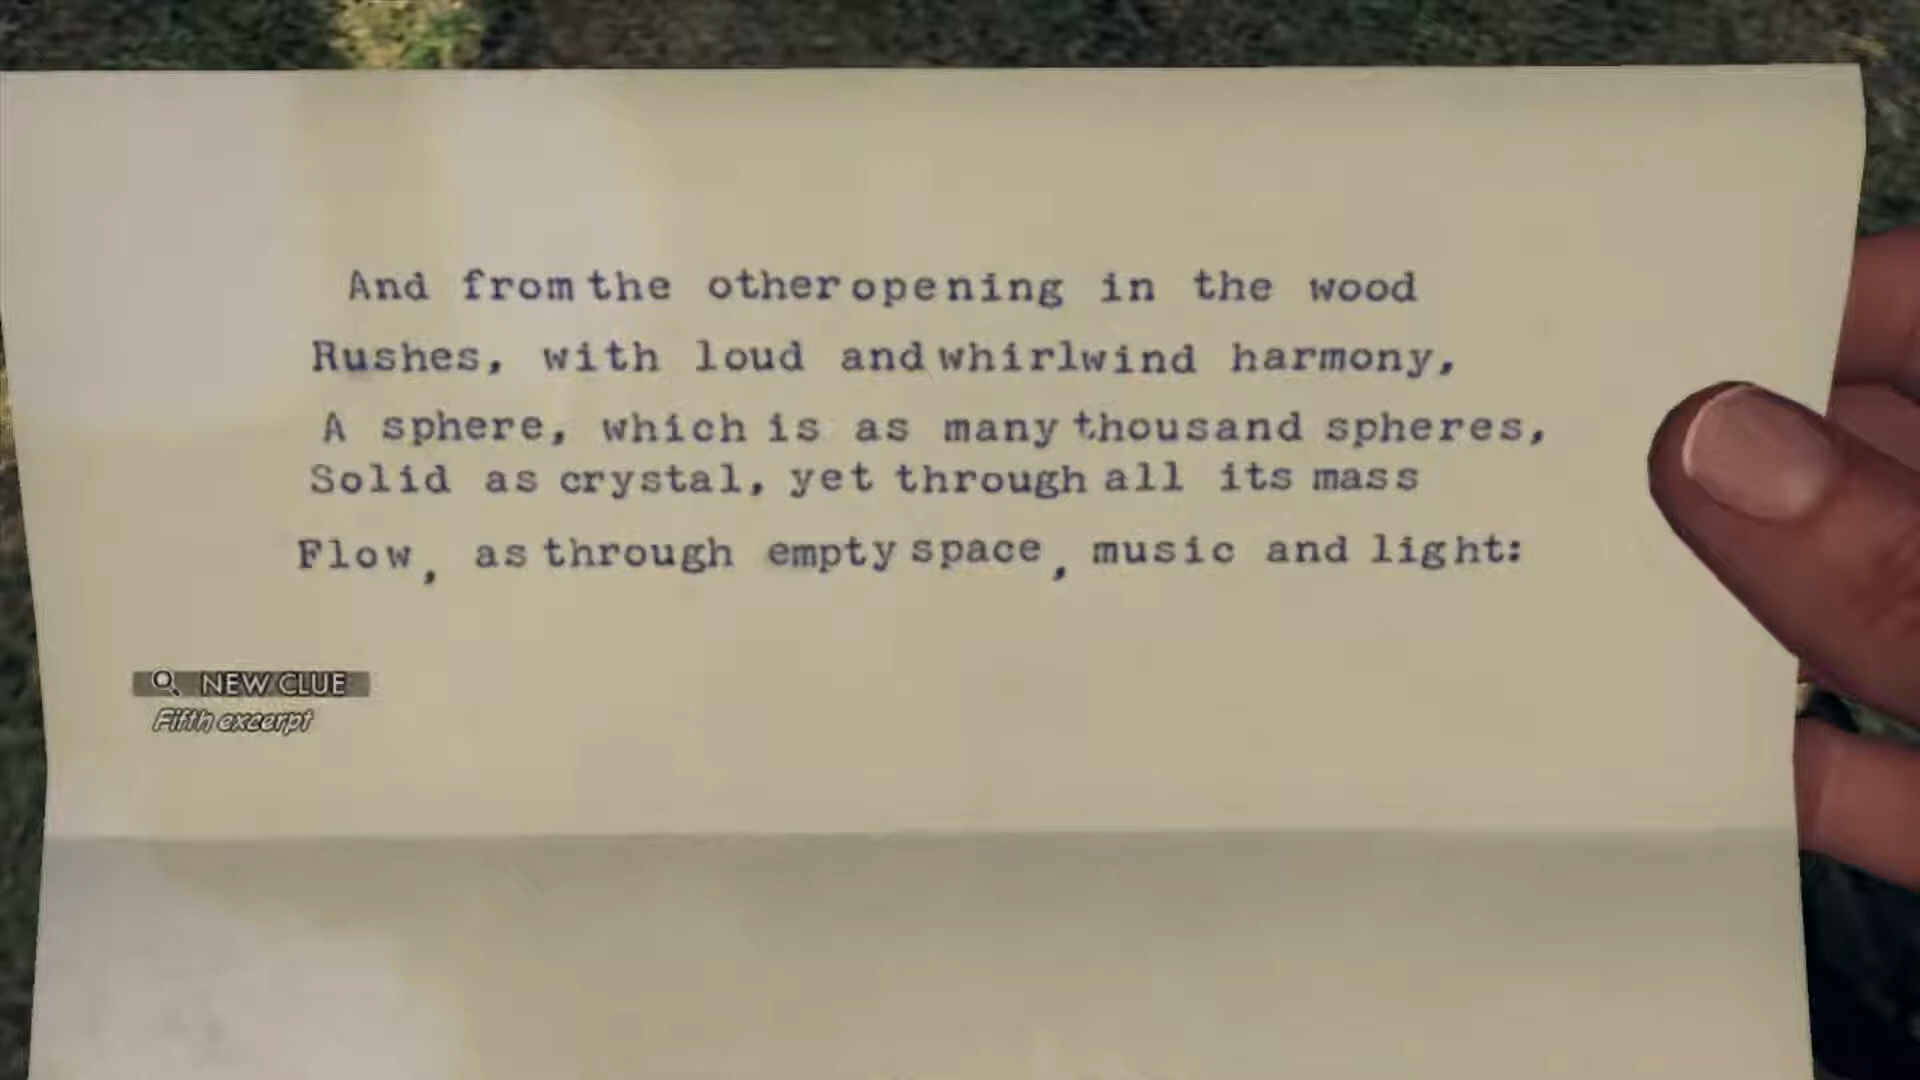 And from the other opening in the wood
Rushes, with loud and whirlwind harmony,
A sphere, which is as many thousand spheres,
Solid as crystal, yet through all its mass
Flow, as through empty space, music and light:
NEW CLUE
Fifth excerpt